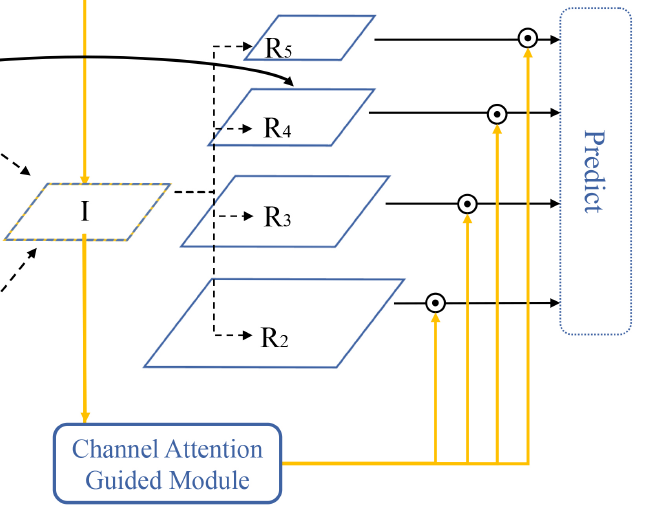 R5
R4
I
R3
R2
Predict
Channel Attention
Guided Module